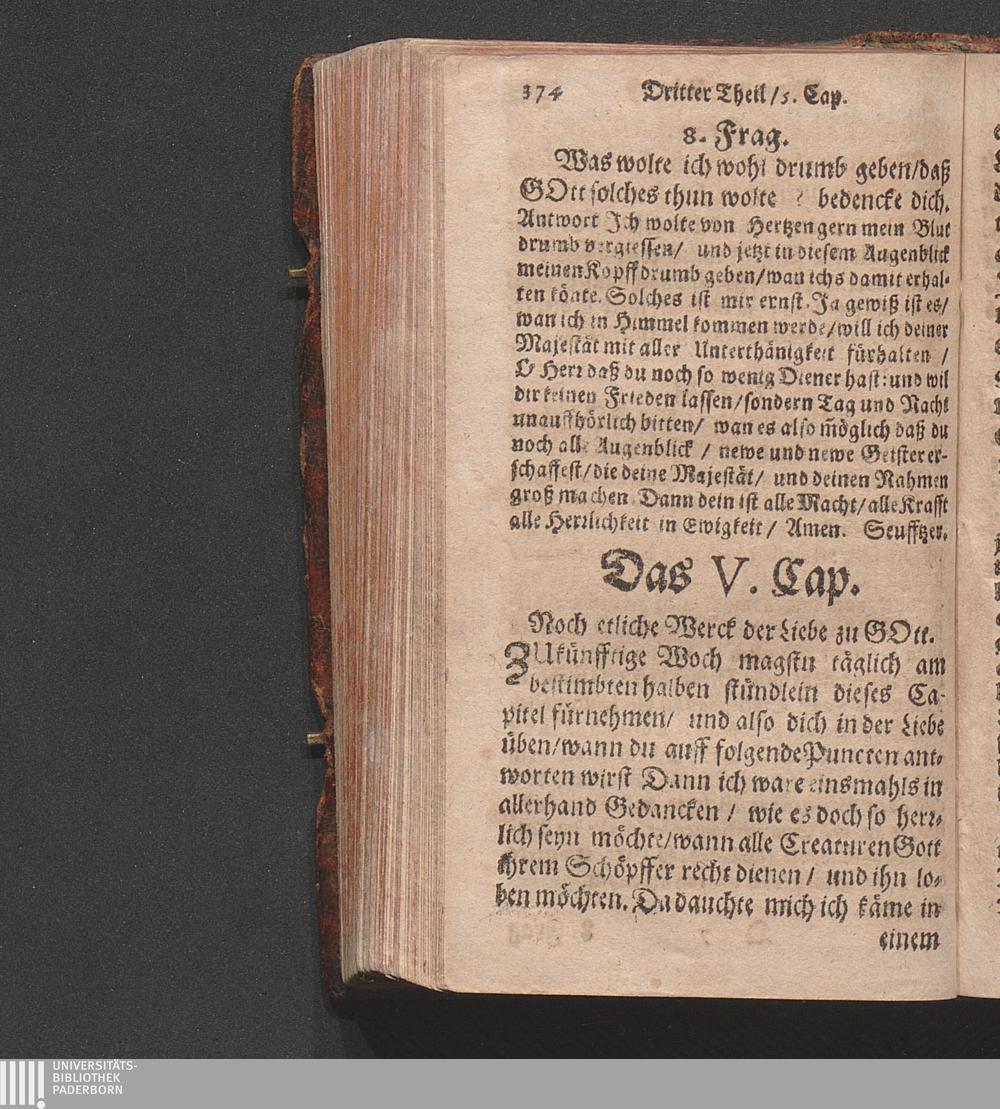 374 Dritter Theil / 5. Cap.
8. Frag.
Was wolte ich wohl drumb geben / daß
GOtt solches thun wolte ? bedencke dich.
Antwort Jch wolte von Hertzen gern mein Blut
drumb vergiessen / und jetzt in diesem Augenblick
meinen Kopff drumb geben / wan ichs damit erhal-
ten könte. Solches ist mir ernst. Ja gewiß ist es /
wan ich in Himmel kommen werde / will ich deiner
Majestät mit aller Unterthänigkeit fürhalten /
O Herr daß du noch so wenig Diener hast: und wil
dir keinen Frieden lassen / sondern Tag und Nacht
unauffhörlich bitten / wan es also m̃öglich daß du
noch alle Augenblick / newe und newe Geister er-
schaffest / die deine Majestät / und deinen Nahmen
groß machen Dann dein ist alle Macht / alle Krafft
alle Herrlichkeit in Ewigkeit / Amen. Seufftzer.
Das V. Cap.
Noch etliche Werck der Liebe zu GOtt.
ZUkünfftige Woch magstu täglich am
bestimbten halben stündlein dieses Ca-
pitel fürnehmen / und also dich in der Liebe
üben / wann du auff folgende Puncten ant-
worten wirst Dann ich ware einsmahls in
allerhand Gedancken / wie es doch so herr-
lich seyn möchte / wann alle Creaturen Gott
ihrem Schöpffer recht dienen / und ihn lo-
ben möchten. Da dauchte mich ich käme in
einem
UNIVERSITÄTS-
BIBLIOTHEK
PADERBORN